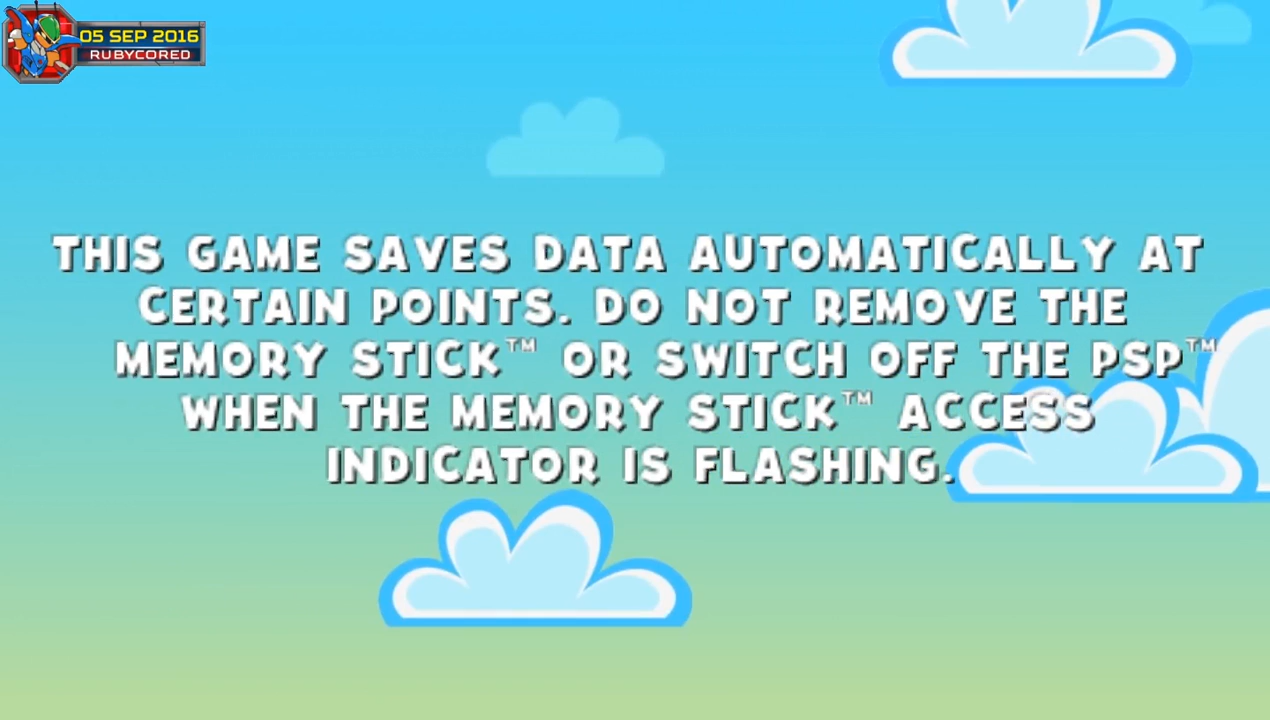 05 SEP 2016
RUBYCORED
THIS GAME SAVES DATA AUTOMATICALLY AT
CERTAIN POINTS. DO NOT REMOVE THE
MEMORY STICK™ OR SWITCH OFF THE PSP™
WHEN THE MEMORY STICK™ ACCESS
INDICATOR IS FLASHING.